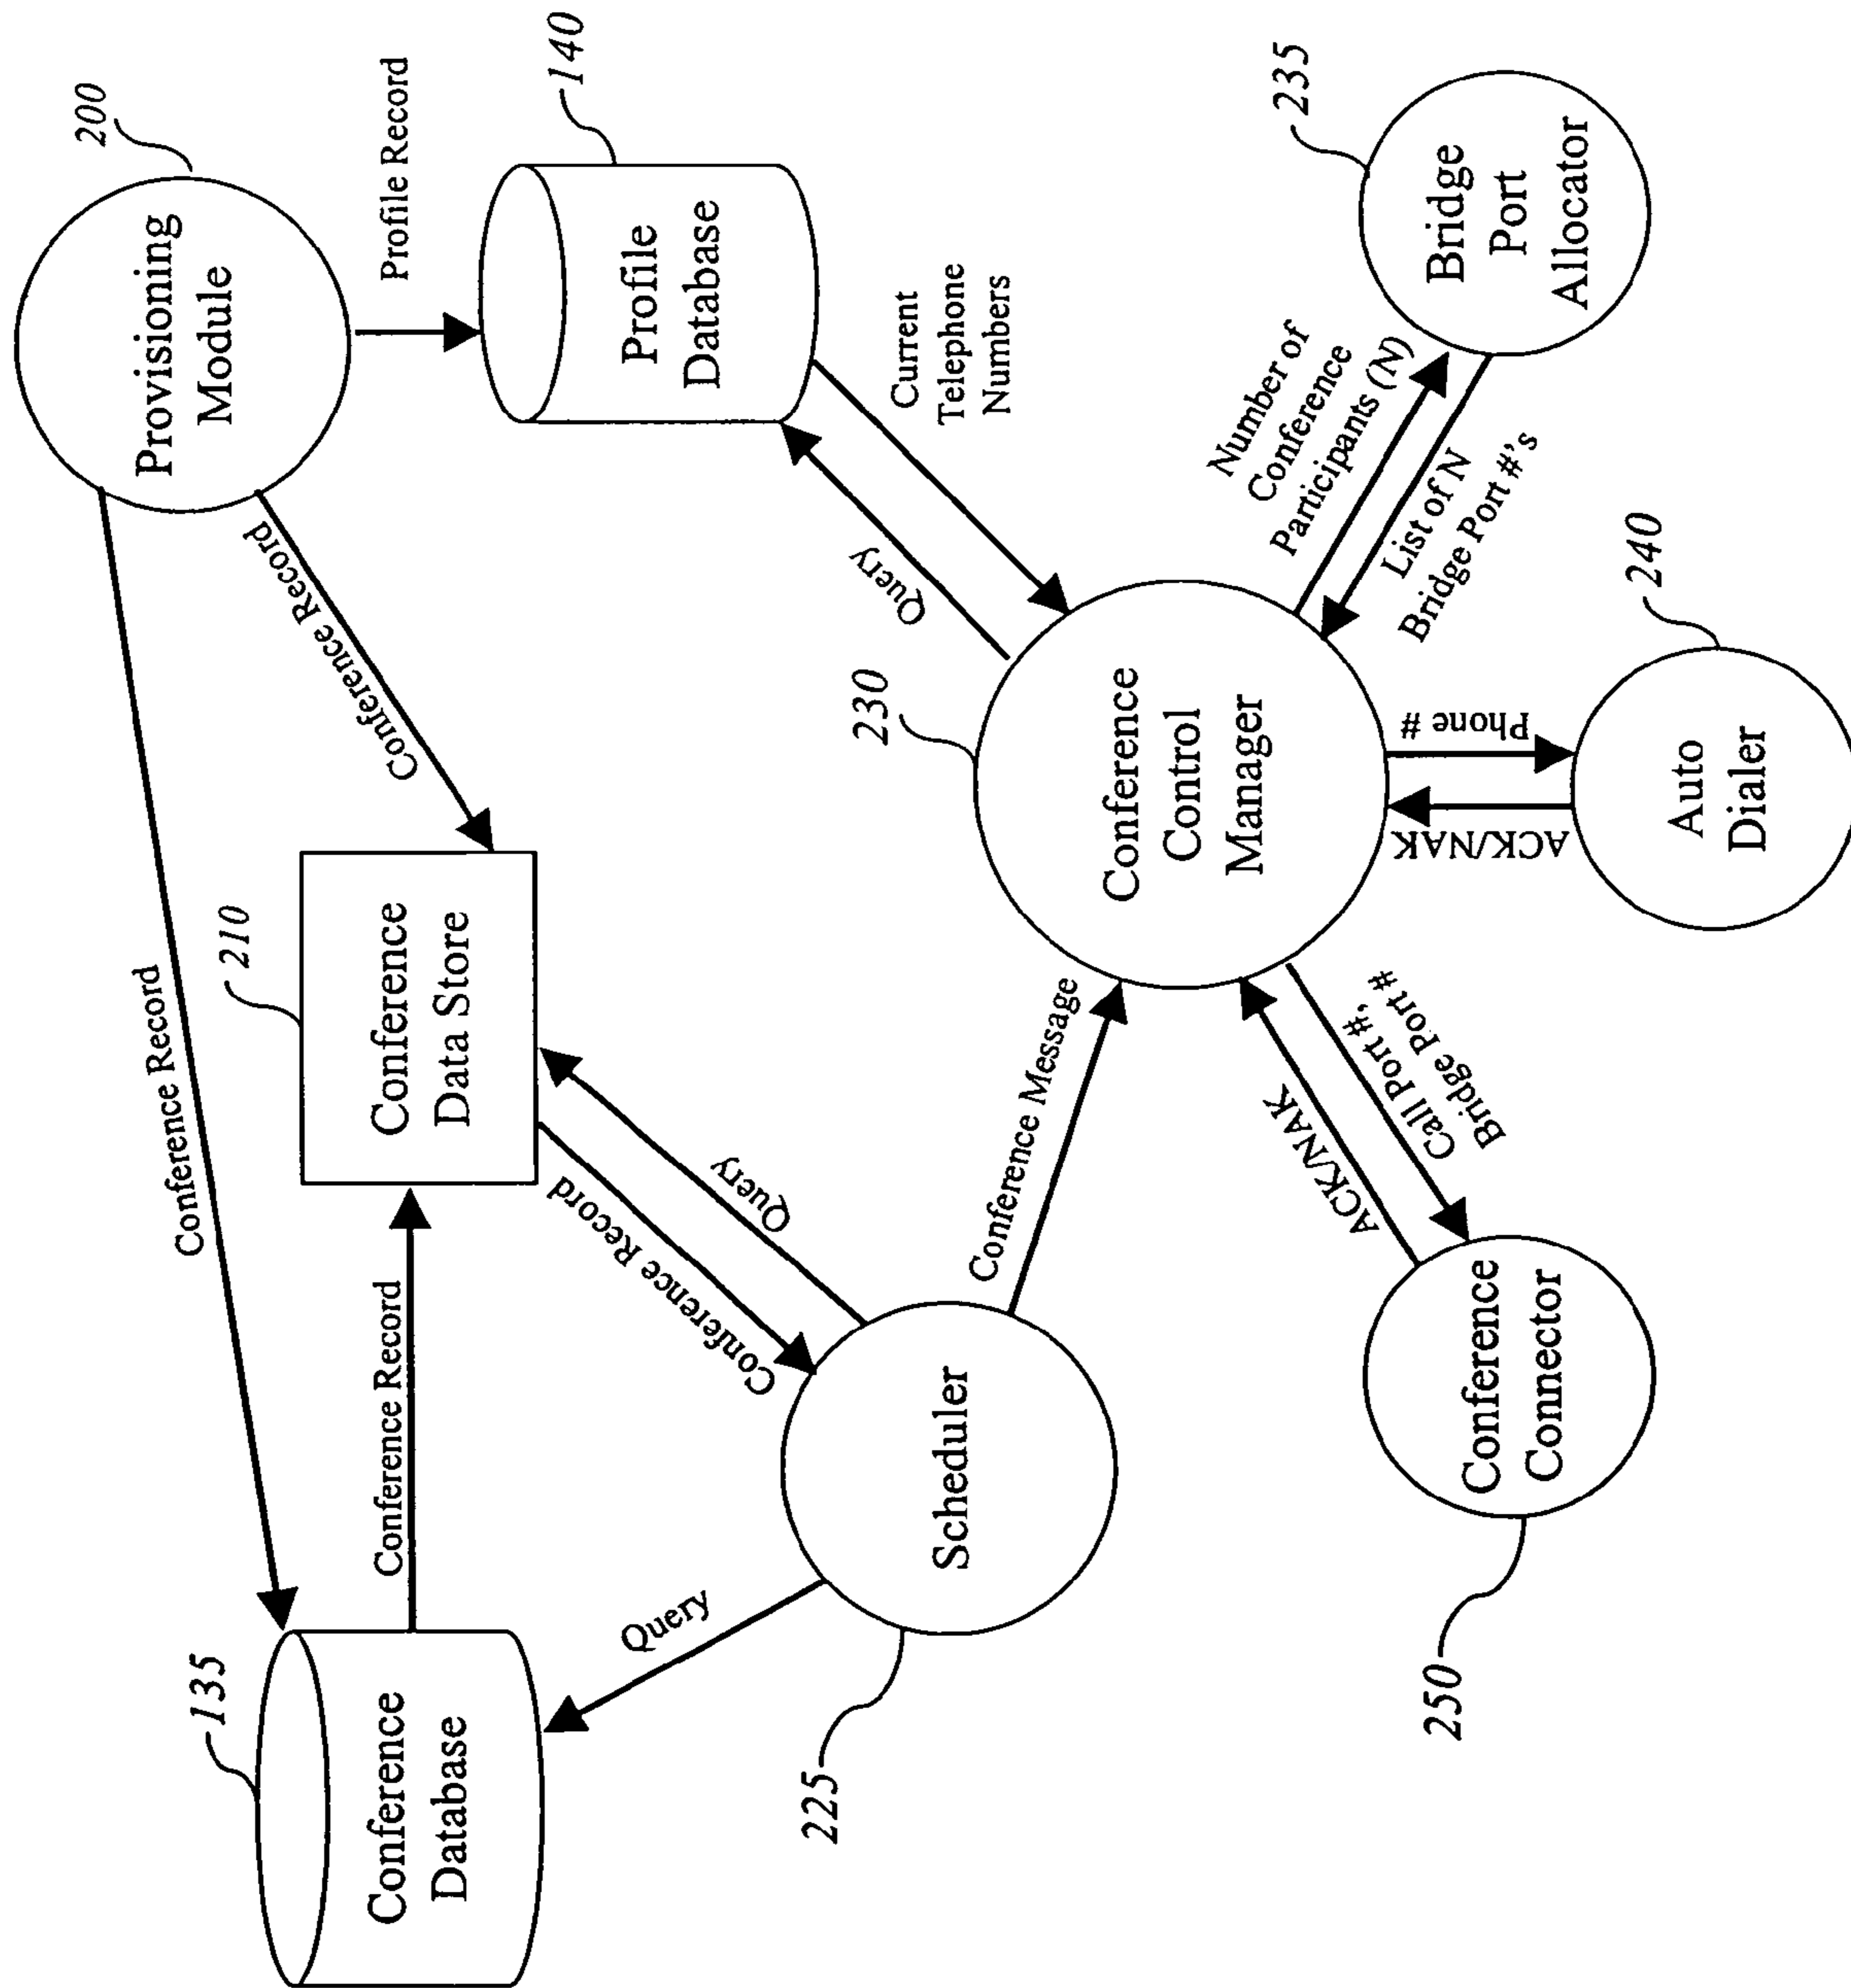 200
Provisioning
Module
Profile Record
140
Profile
Database
Conference Record
Conference Record
210
Conference
Data Store
135
Conference
Database
Conference Record
Query
Conference Record
Query
225
Scheduler
Conference Message
230
Conference
Control
Manager
Query
Current
Telephone
Numbers
235
Bridge
Port
Allocator
Number of
Conference
Participants (N)
List of N
Bridge Port #'s
240
Auto
Dialer
Phone #
ACK/NAK
250
Conference
Connector
ACK/NAK
Call Port #,
Bridge Port #